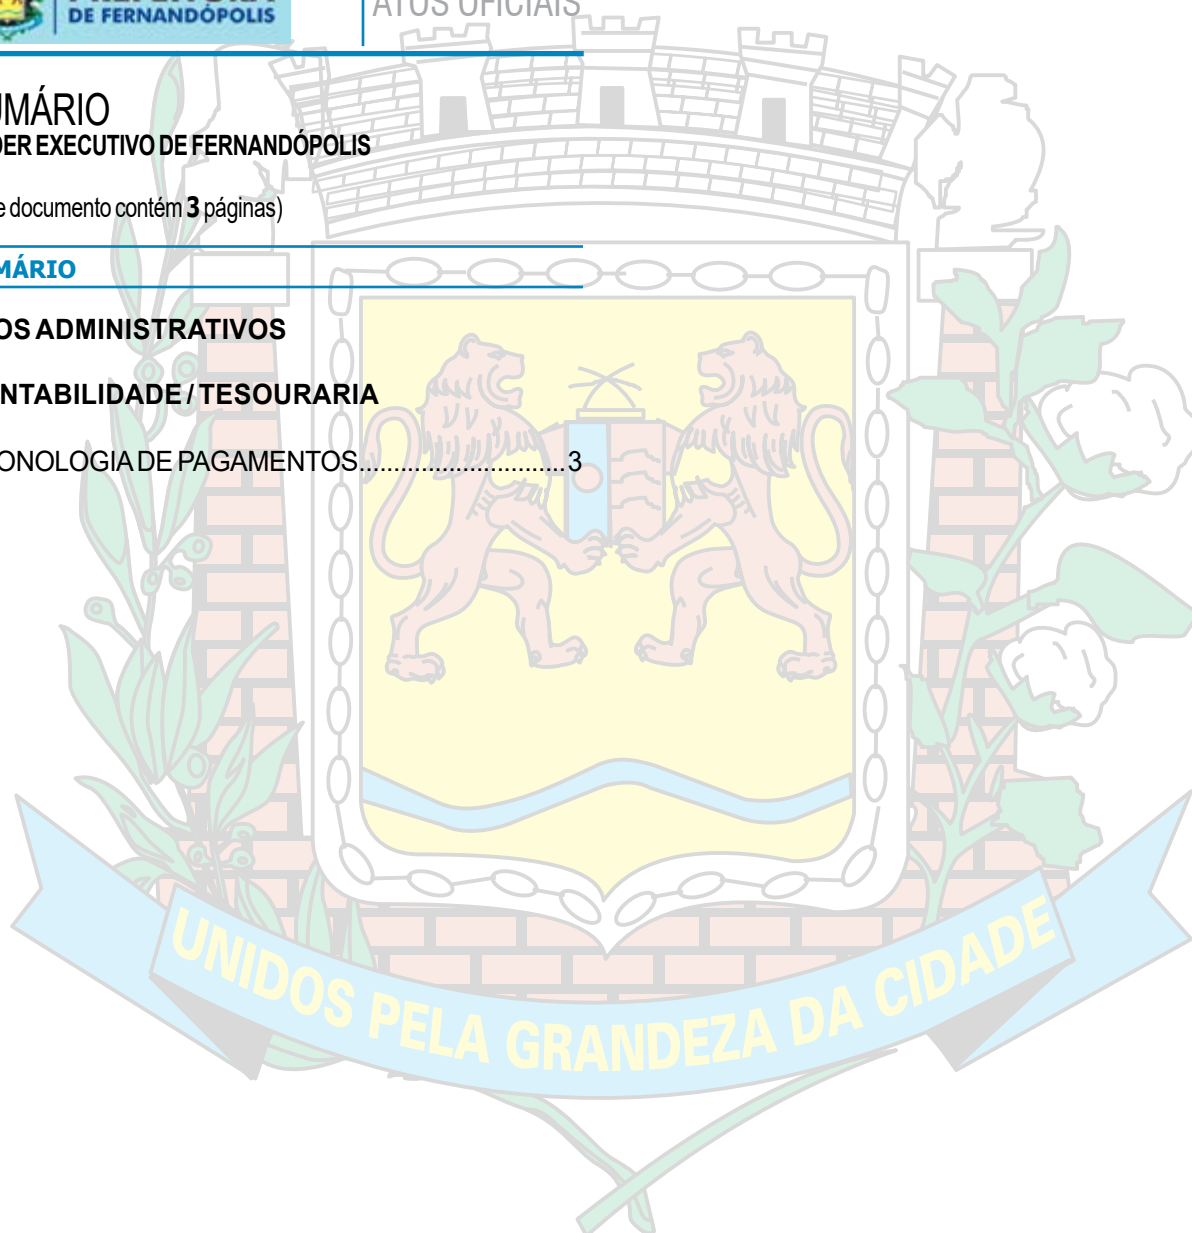 DE FERNANDÓPOLIS
ATOS OFICIAIS
UMÁRIO
DER EXECUTIVO DE FERNANDÓPOLIS
e documento contém 3 páginas)
MÁRIO
OS ADMINISTRATIVOS
NTABILIDADE / TESOURARIA
ONOLOGIA DE PAGAMENTOS..............................3
UNIDOS PELA GRANDEZA DA CIDADE